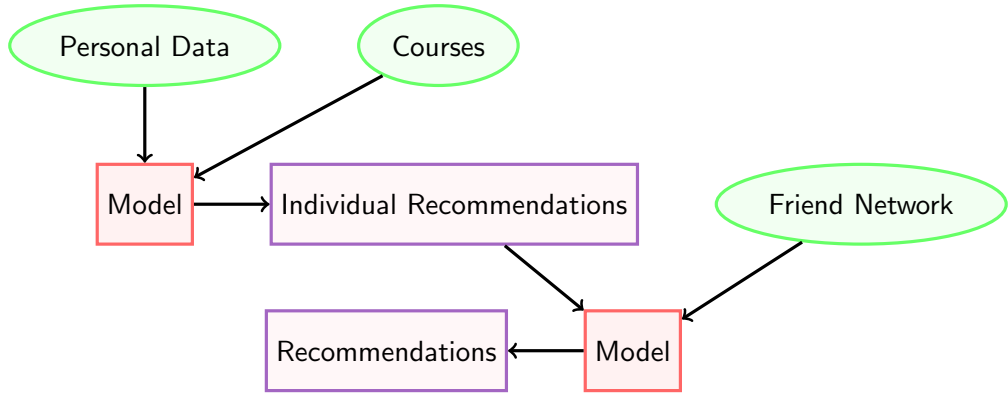 Personal Data
Courses
Model
Individual Recommendations
Friend Network
Recommendations
Model